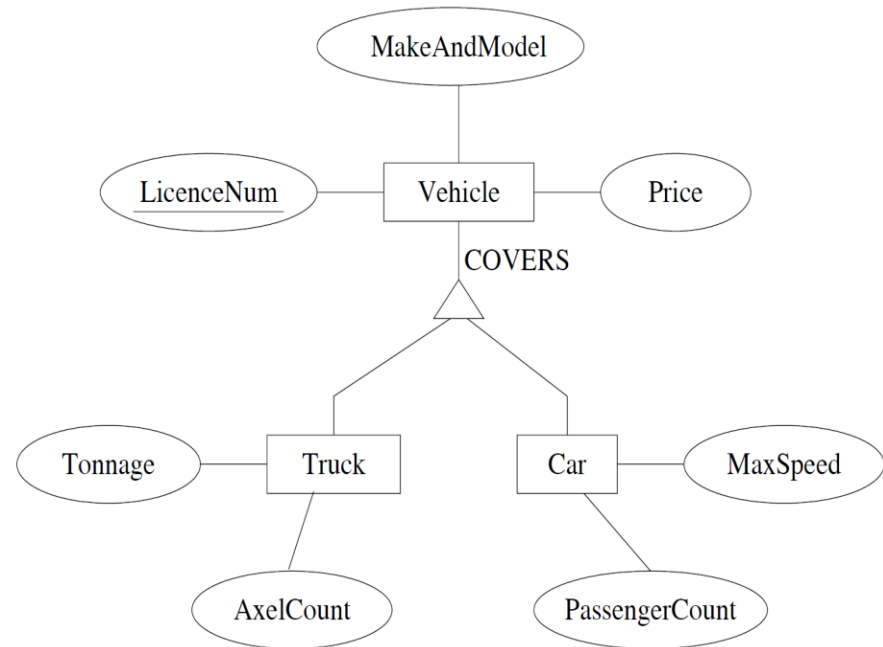 MakeAndModel
LicenceNum
Vehicle
Price
COVERS
Tonnage
Truck
Car
MaxSpeed
AxelCount
PassengerCount